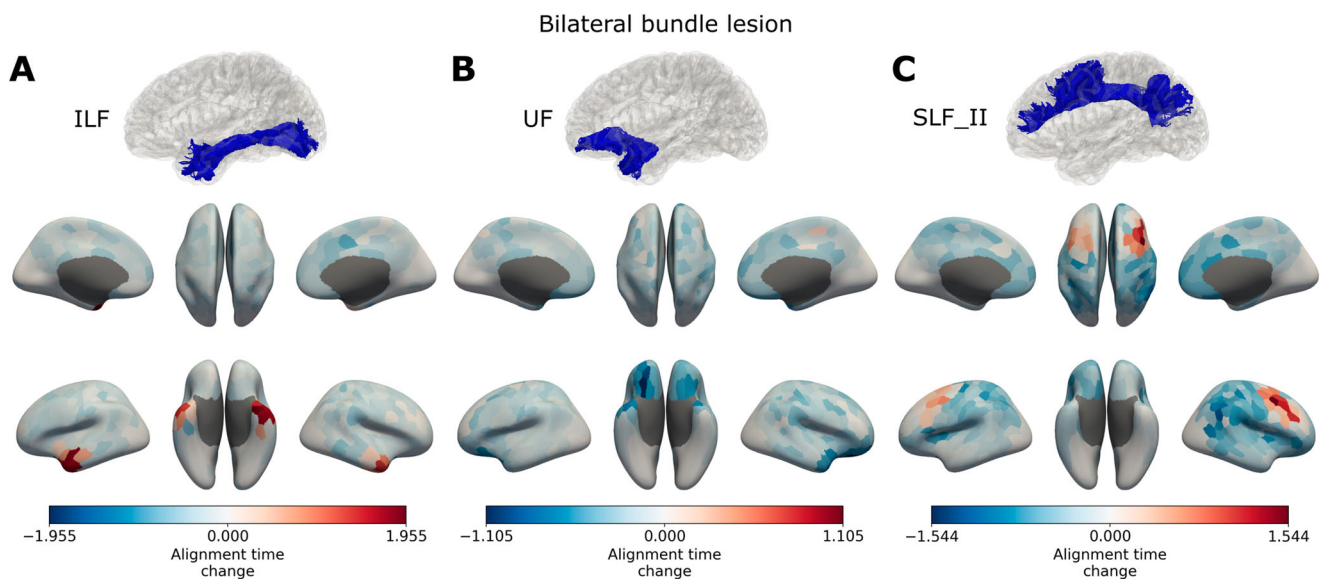 Bilateral bundle lesion
A
ILF
B
UF
C
SLF_II
−1.955 0.000 1.955
Alignment time
change
−1.105 0.000 1.105
Alignment time
change
−1.544 0.000 1.544
Alignment time
change